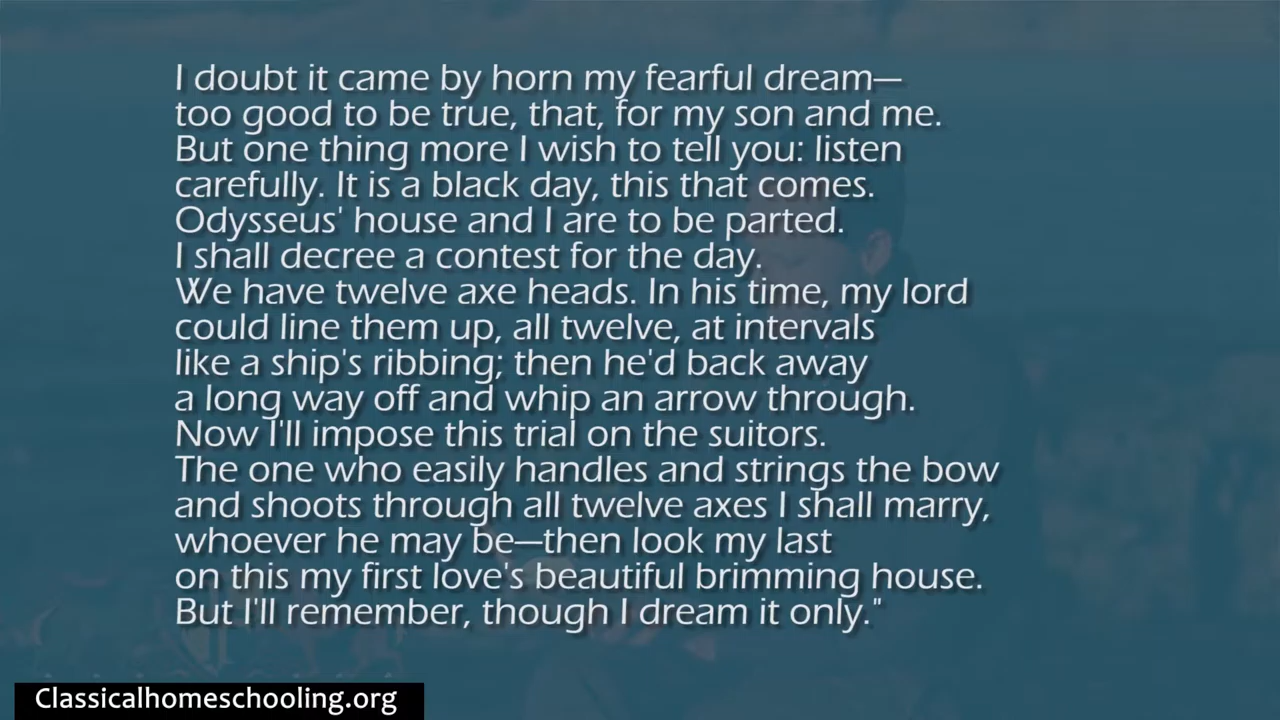 I doubt it came by horn my fearful dream—
too good to be true, that, for my son and me.
But one thing more I wish to tell you: listen
carefully. It is a black day, this that comes.
Odysseus' house and I are to be parted.
I shall decree a contest for the day.
We have twelve axe heads. In his time, my lord
could line them up, all twelve, at intervals
like a ship's ribbing; then he'd back away
a long way off and whip an arrow through.
Now I'll impose this trial on the suitors.
The one who easily handles and strings the bow
and shoots through all twelve axes I shall marry,
whoever he may be—then look my last
on this my first love's beautiful brimming house.
But I'll remember, though I dream it only."
Classicalhomeschooling.org